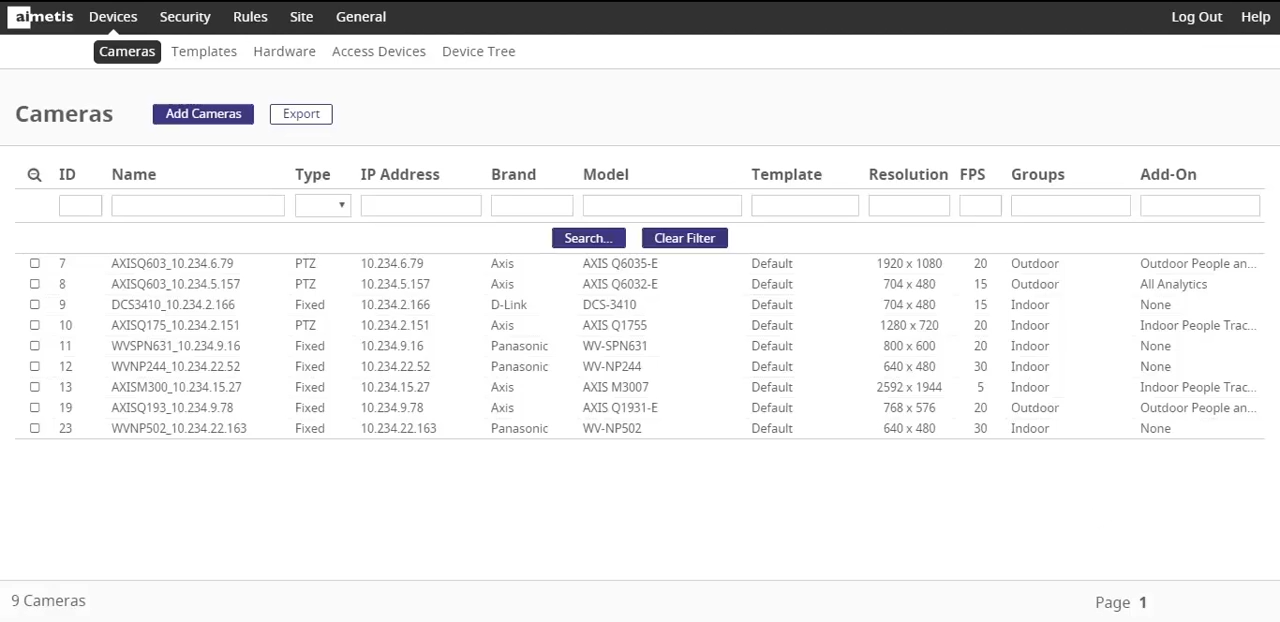 aimetis Devices Security Rules Site General Log Out Help
Cameras Templates Hardware Access Devices Device Tree
Cameras Add Cameras Export
ID Name Type IP Address Brand Model Template Resolution FPS Groups Add-On
Search... Clear Filter
7 AXISQ603_10.234.6.79 PTZ 10.234.6.79 Axis AXIS Q6035-E Default 1920 x 1080 20 Outdoor Outdoor People an...
8 AXISQ603_10.234.5.157 PTZ 10.234.5.157 Axis AXIS Q6032-E Default 704 x 480 15 Outdoor All Analytics
9 DCS3410_10.234.2.166 Fixed 10.234.2.166 D-Link DCS-3410 Default 704 x 480 15 Indoor None
10 AXISQ175_10.234.2.151 PTZ 10.234.2.151 Axis AXIS Q1755 Default 1280 x 720 20 Indoor Indoor People Trac...
11 WVSPN631_10.234.9.16 Fixed 10.234.9.16 Panasonic WV-SPN631 Default 800 x 600 20 Indoor None
12 WVNP244_10.234.22.52 Fixed 10.234.22.52 Panasonic WV-NP244 Default 640 x 480 30 Indoor None
13 AXISM300_10.234.15.27 Fixed 10.234.15.27 Axis AXIS M3007 Default 2592 x 1944 5 Indoor Indoor People Trac...
19 AXISQ193_10.234.9.78 Fixed 10.234.9.78 Axis AXIS Q1931-E Default 768 x 576 20 Outdoor Outdoor People an...
23 WVNP502_10.234.22.163 Fixed 10.234.22.163 Panasonic WV-NP502 Default 640 x 480 30 Indoor None
9 Cameras Page 1